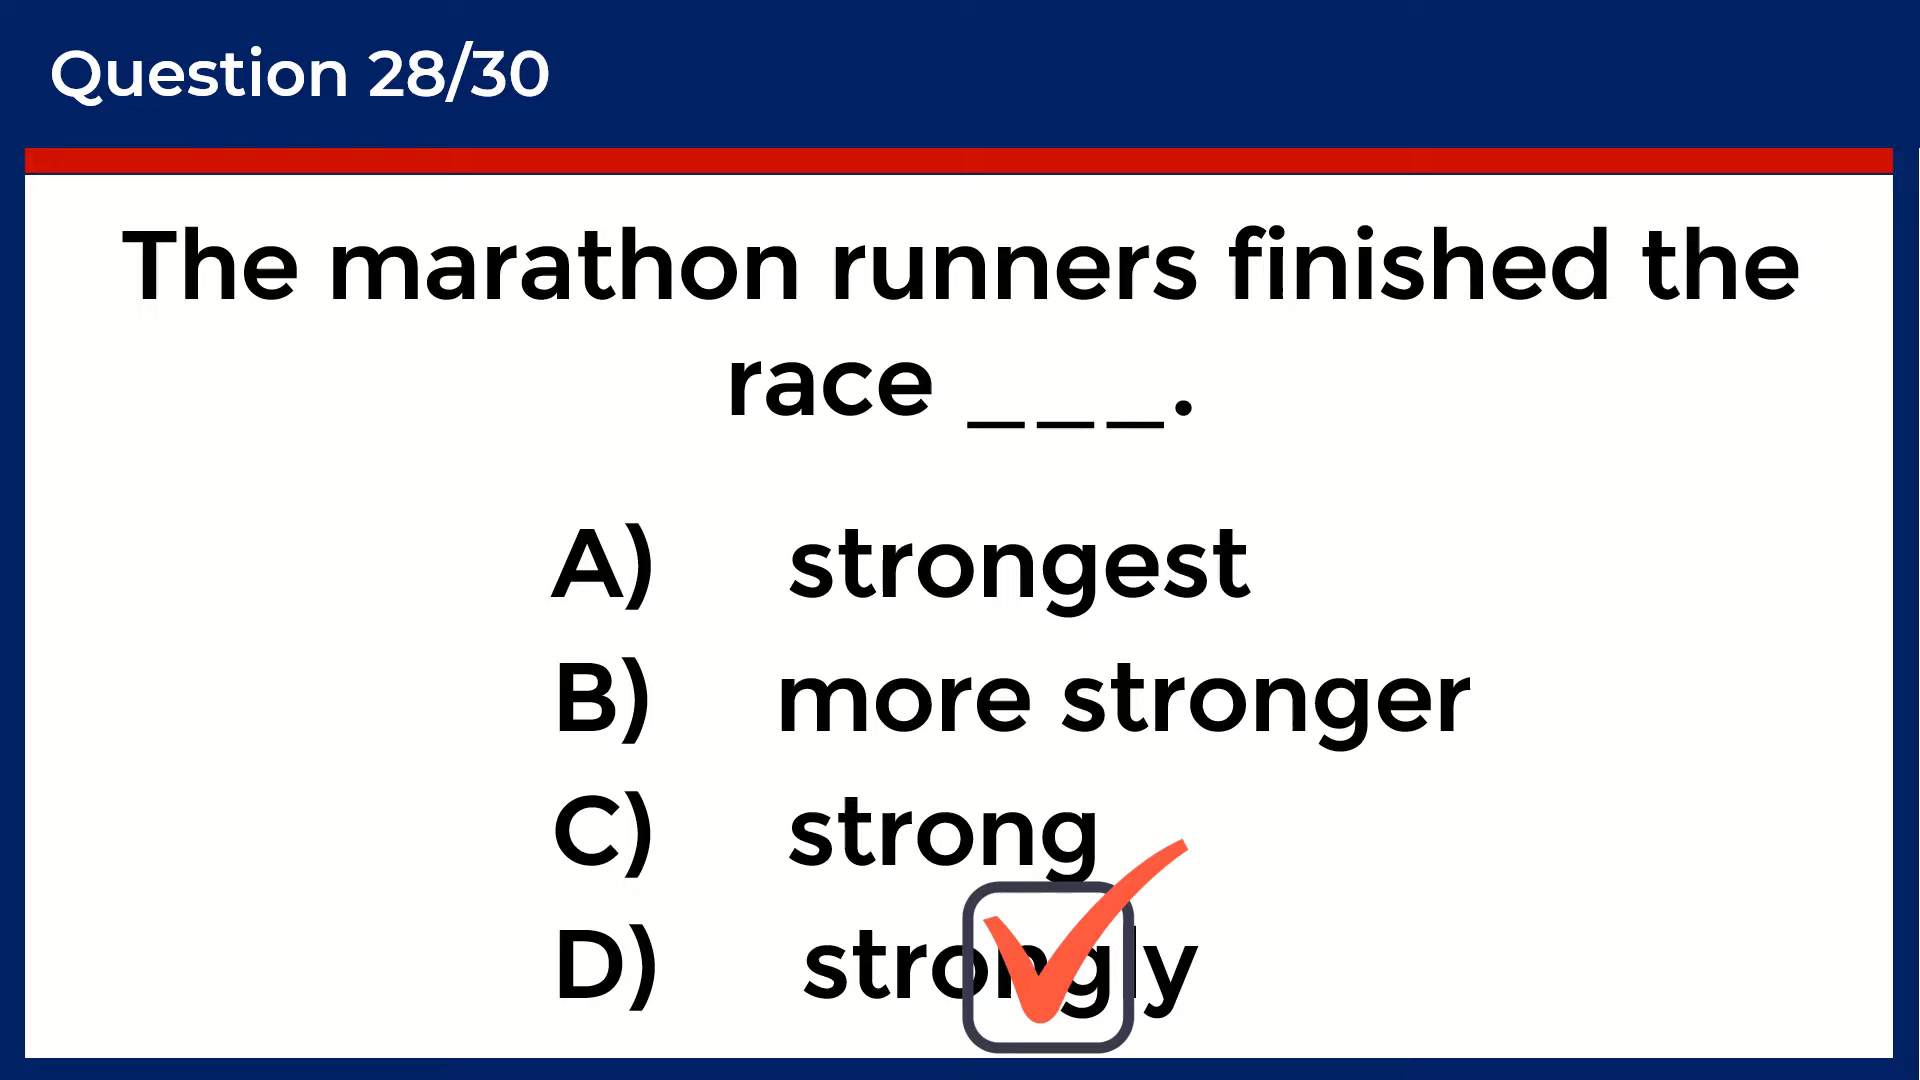 Question 28/30
The marathon runners finished the
race ___.
A) strongest
B) more stronger
C) strong
D) strongly